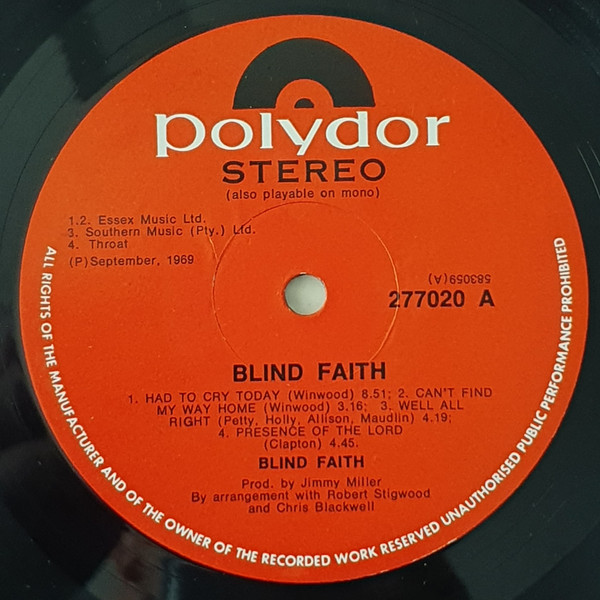 polydor
STEREO
(also playable on mono)
1.2. Essex Music Ltd.
3. Southern Music (Pty.) Ltd.
4. Throat
(P)September, 1969
583059(A)
277020 A
BLIND FAITH
1. HAD TO CRY TODAY (Winwood) 8.51; 2. CAN'T FIND
MY WAY HOME (Winwood) 3.16; 3. WELL ALL
RIGHT (Petty, Holly, Allison, Maudlin) 4.19;
4. PRESENCE OF THE LORD
(Clapton) 4.45.
BLIND FAITH
Prod. by Jimmy Miller
By arrangement with Robert Stigwood
and Chris Blackwell
ALL RIGHTS OF THE MANUFACTURER AND OF THE OWNER OF THE RECORDED WORK RESERVED UNAUTHORISED PUBLIC PERFORMANCE PROHIBITED